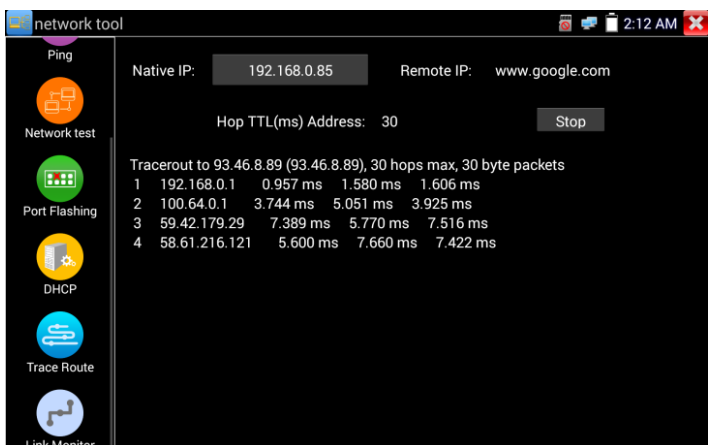 network tool
2:12 AM
Ping
Network test
Port Flashing
DHCP
Trace Route
Link Monitor
Native IP: 192.168.0.85 Remote IP: www.google.com
Hop TTL(ms) Address: 30 Stop
Tracerout to 93.46.8.89 (93.46.8.89), 30 hops max, 30 byte packets
1 192.168.0.1 0.957 ms 1.580 ms 1.606 ms
2 100.64.0.1 3.744 ms 5.051 ms 3.925 ms
3 59.42.179.29 7.389 ms 5.770 ms 7.516 ms
4 58.61.216.121 5.600 ms 7.660 ms 7.422 ms